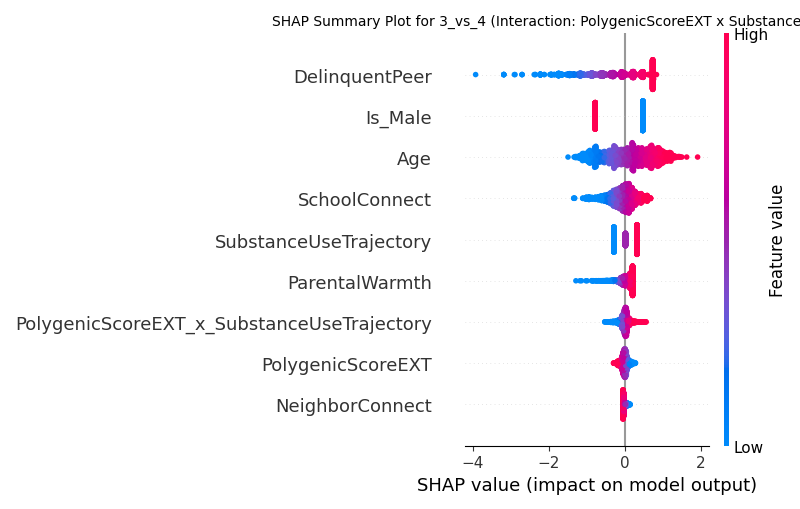 SHAP Summary Plot for 3_vs_4 (Interaction: PolygenicScoreEXT x Substance
High
DelinquentPeer
Is_Male
Age
SchoolConnect
SubstanceUseTrajectory
ParentalWarmth
PolygenicScoreEXT_x_SubstanceUseTrajectory
PolygenicScoreEXT
NeighborConnect
Feature value
Low
−4 −2 0 2
SHAP value (impact on model output)